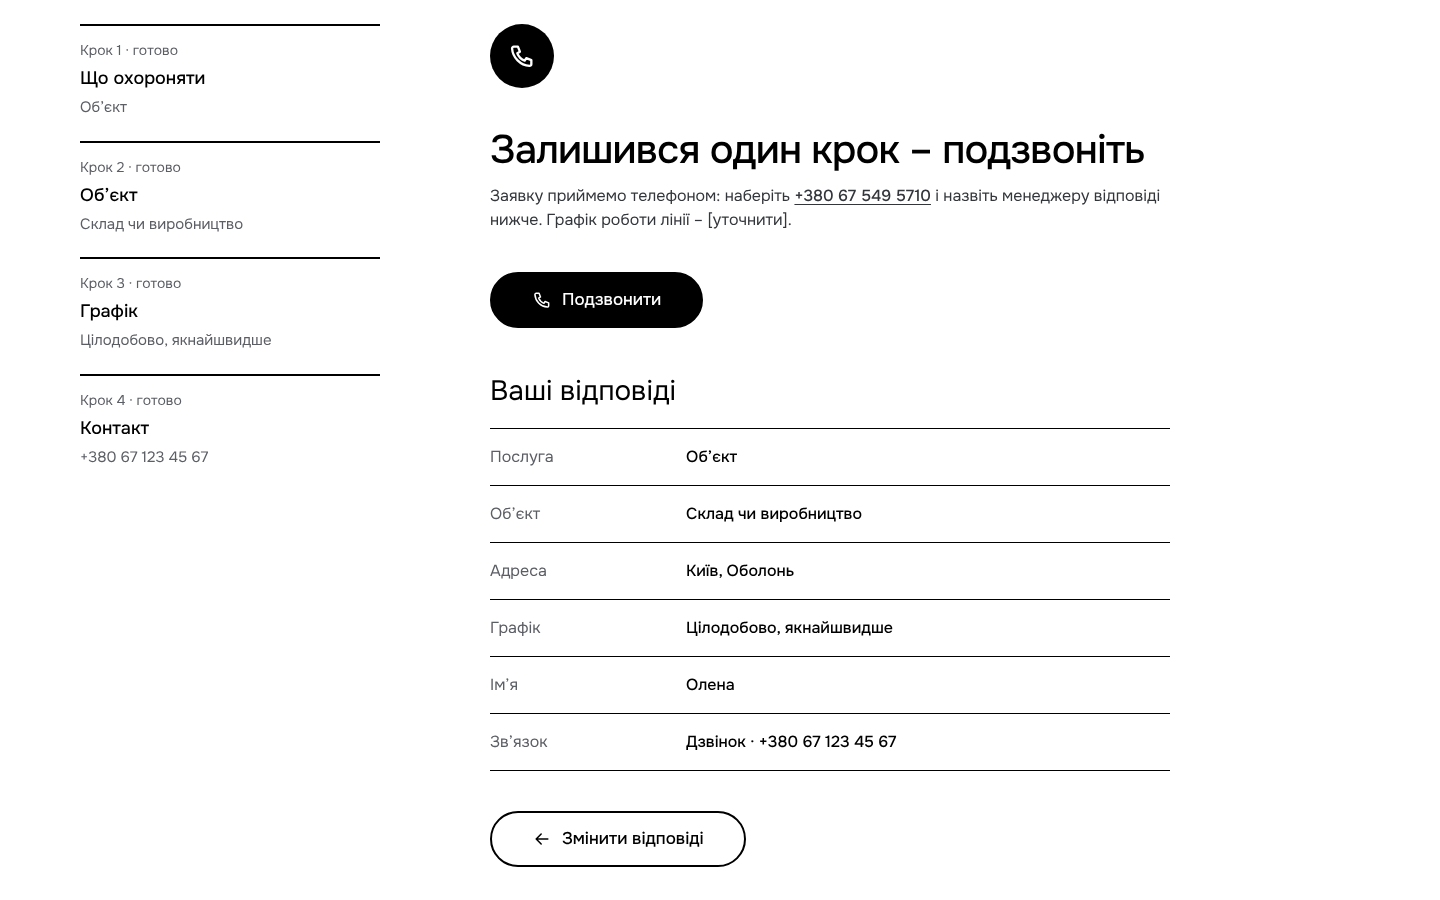 Крок 1 · готово
Що охороняти
Об’єкт
Крок 2 · готово
Об’єкт
Склад чи виробництво
Крок 3 · готово
Графік
Цілодобово, якнайшвидше
Крок 4 · готово
Контакт
+380 67 123 45 67
Залишився один крок – подзвоніть
Заявку приймемо телефоном: наберіть +380 67 549 5710 і назвіть менеджеру відповіді
нижче. Графік роботи лінії – [уточнити].
Подзвонити
Ваші відповіді
Послуга Об’єкт
Об’єкт Склад чи виробництво
Адреса Київ, Оболонь
Графік Цілодобово, якнайшвидше
Ім’я Олена
Зв’язок Дзвінок · +380 67 123 45 67
← Змінити відповіді